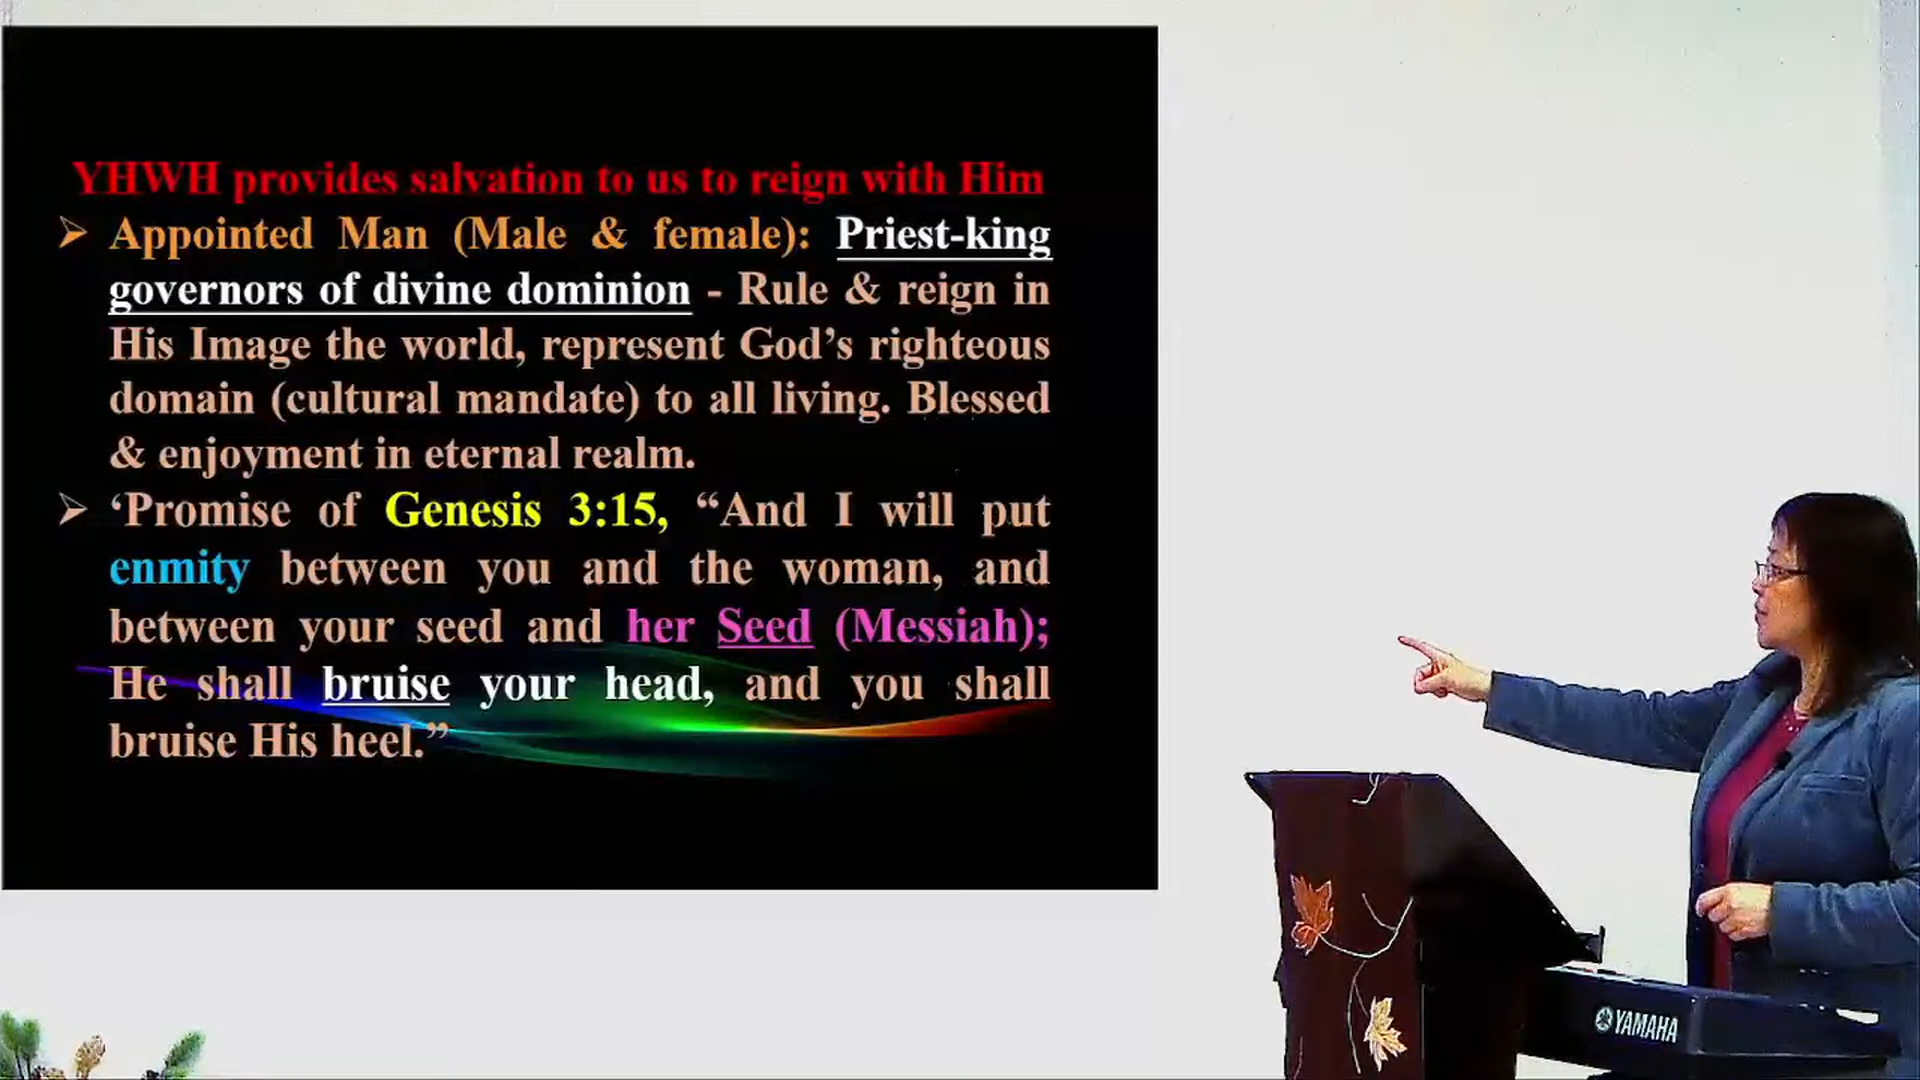 YHWH provides salvation to us to reign with Him
➢ Appointed Man (Male & female): Priest-king
governors of divine dominion - Rule & reign in
His Image the world, represent God’s righteous
domain (cultural mandate) to all living. Blessed
& enjoyment in eternal realm.
➢ ‘Promise of Genesis 3:15, “And I will put
enmity between you and the woman, and
between your seed and her Seed (Messiah);
He shall bruise your head, and you shall
bruise His heel.”
YAMAHA